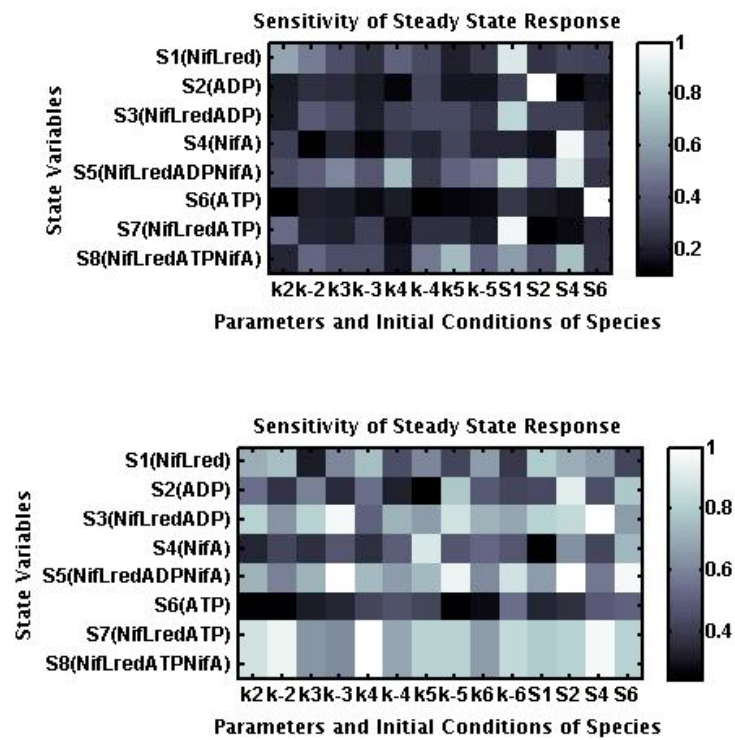 Sensitivity of Steady State Response
S1(NifLred)
S2(ADP)
S3(NifLredADP)
S4(NifA)
S5(NifLredADPNifA)
S6(ATP)
S7(NifLredATP)
S8(NifLredATPNifA)
State Variables
k2 k-2 k3 k-3 k4 k-4 k5 k-5 S1 S2 S4 S6
Parameters and Initial Conditions of Species
1
0.8
0.6
0.4
0.2
Sensitivity of Steady State Response
S1(NifLred)
S2(ADP)
S3(NifLredADP)
S4(NifA)
S5(NifLredADPNifA)
S6(ATP)
S7(NifLredATP)
S8(NifLredATPNifA)
State Variables
k2 k-2 k3 k-3 k4 k-4 k5 k-5 k6 k-6 S1 S2 S4 S6
Parameters and Initial Conditions of Species
1
0.8
0.6
0.4